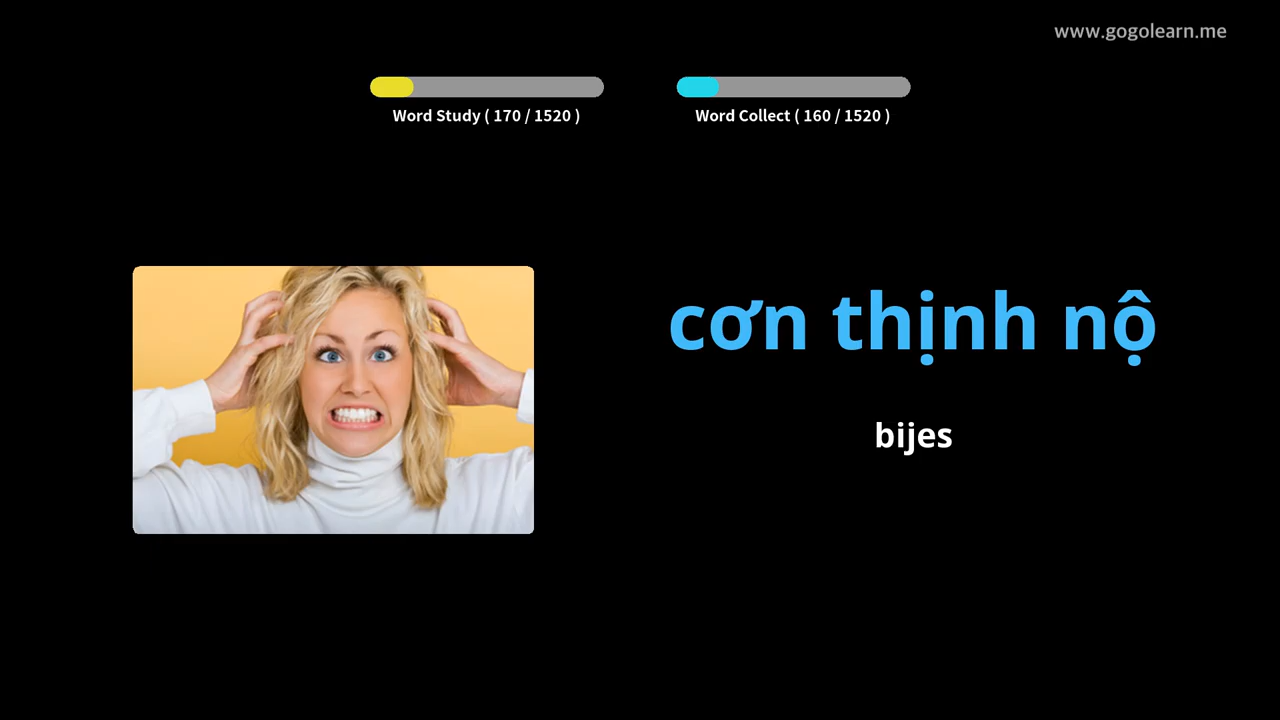 www.gogolearn.me
Word Study ( 170 / 1520 )
Word Collect ( 160 / 1520 )
cơn thịnh nộ
bijes